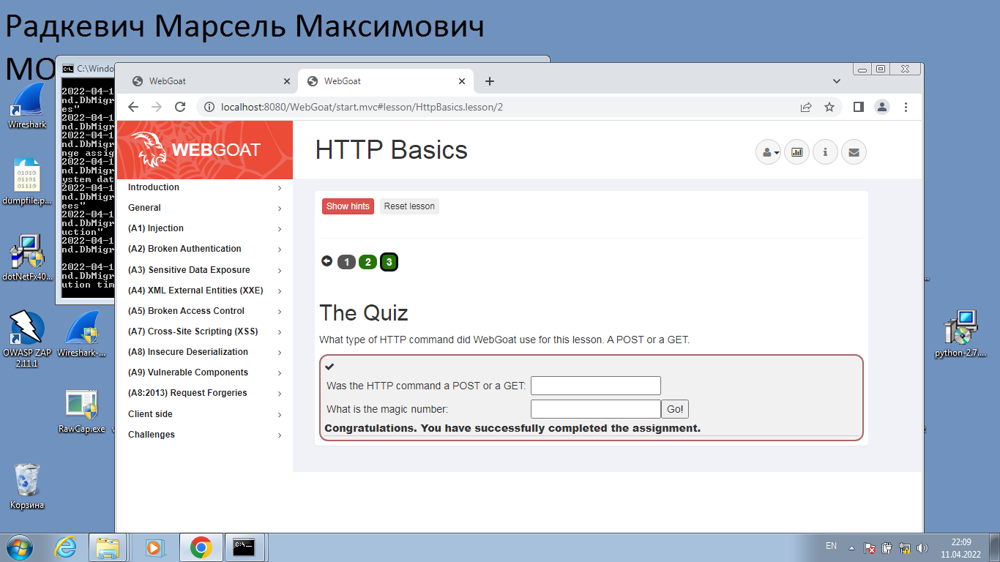 Радкевич Марсель Максимович
МО
C:\Windo
WebGoat
WebGoat
localhost:8080/WebGoat/start.mvc#lesson/HttpBasics.lesson/2
2022-04-1
nd.DbMigr
es"
2022-04-1
nd.DbMigr
2022-04-1
nd.DbMigr
nge assig
2022-04-1
nd.DbMigr
ystem dat
2022-04-1
nd.DbMigr
ees"
2022-04-1
nd.DbMigr
uction"
2022-04-1
nd.DbMigr
2022-04-1
nd.DbMigr
ution tim
Wireshark
01010
01101
01110
dumpfile.p...
dotNetFx40...
OWASP ZAP
2.11.1
Wireshark-...
RawCap.exe
Корзина
python-2.7....
WEBGOAT
HTTP Basics
Introduction
General
(A1) Injection
(A2) Broken Authentication
(A3) Sensitive Data Exposure
(A4) XML External Entities (XXE)
(A5) Broken Access Control
(A7) Cross-Site Scripting (XSS)
(A8) Insecure Deserialization
(A9) Vulnerable Components
(A8:2013) Request Forgeries
Client side
Challenges
Show hints Reset lesson
1 2 3
The Quiz
What type of HTTP command did WebGoat use for this lesson. A POST or a GET.
Was the HTTP command a POST or a GET:
What is the magic number: Go!
Congratulations. You have successfully completed the assignment.
EN
22:09
11.04.2022